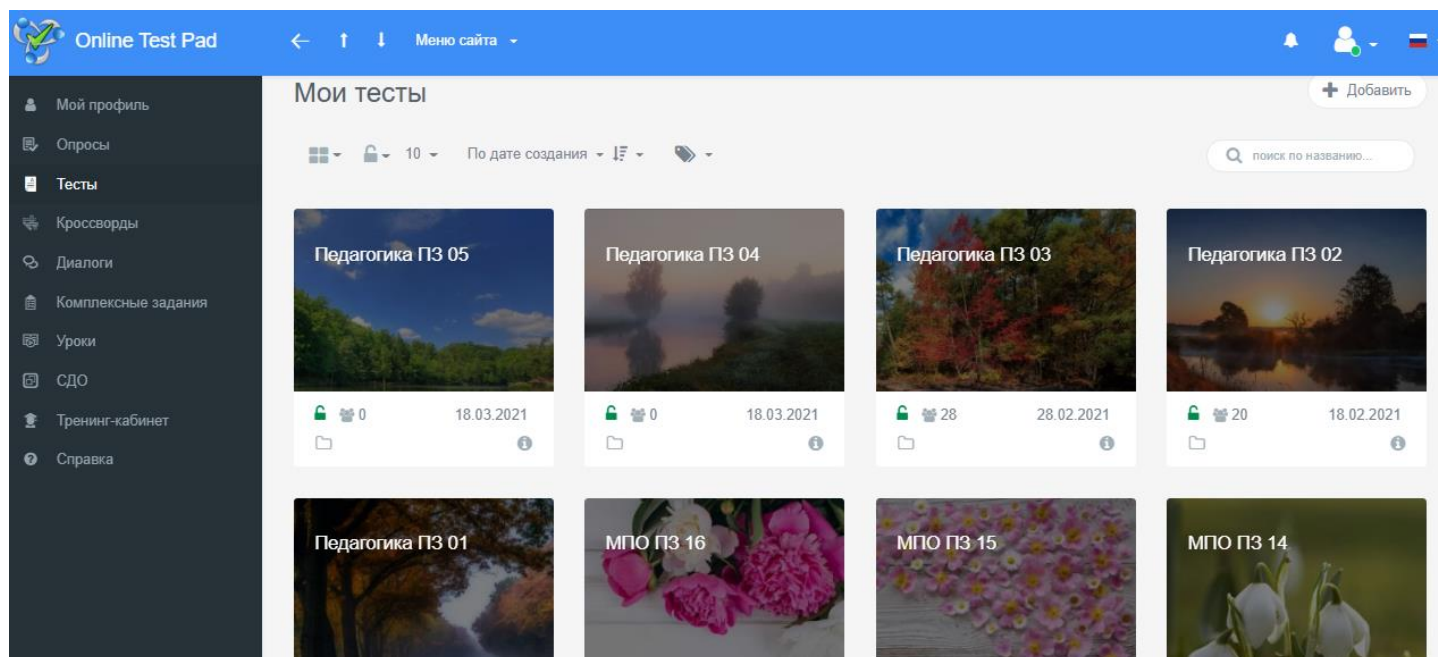 Online Test Pad
Меню сайта
Мой профиль
Опросы
Тесты
Кроссворды
Диалоги
Комплексные задания
Уроки
СДО
Тренинг-кабинет
Справка
Мои тесты
Добавить
10 По дате создания
поиск по названию...
Педагогика ПЗ 05
0 18.03.2021
Педагогика ПЗ 04
0 18.03.2021
Педагогика ПЗ 03
28 28.02.2021
Педагогика ПЗ 02
20 18.02.2021
Педагогика ПЗ 01
МПО ПЗ 16
МПО ПЗ 15
МПО ПЗ 14